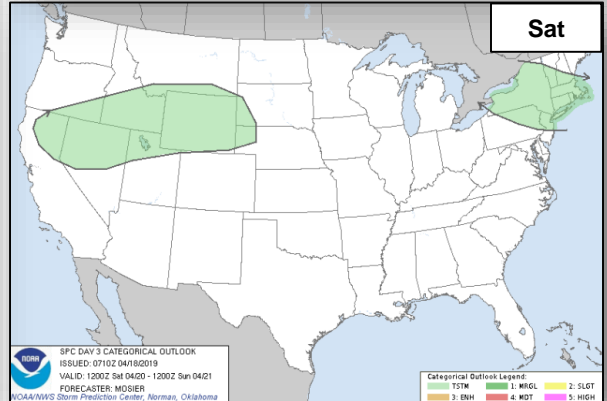 Sat
SPC DAY 3 CATEGORICAL OUTLOOK
ISSUED: 0710Z 04/18/2019
VALID: 1200Z Sat 04/20 - 1200Z Sun 04/21
FORECASTER: MOSIER
NOAA/NWS Storm Prediction Center, Norman, Oklahoma
NOAA
Categorical Outlook Legend:
TSTM 1: MRGL 2: SLGT
3: ENH 4: MDT 5: HIGH